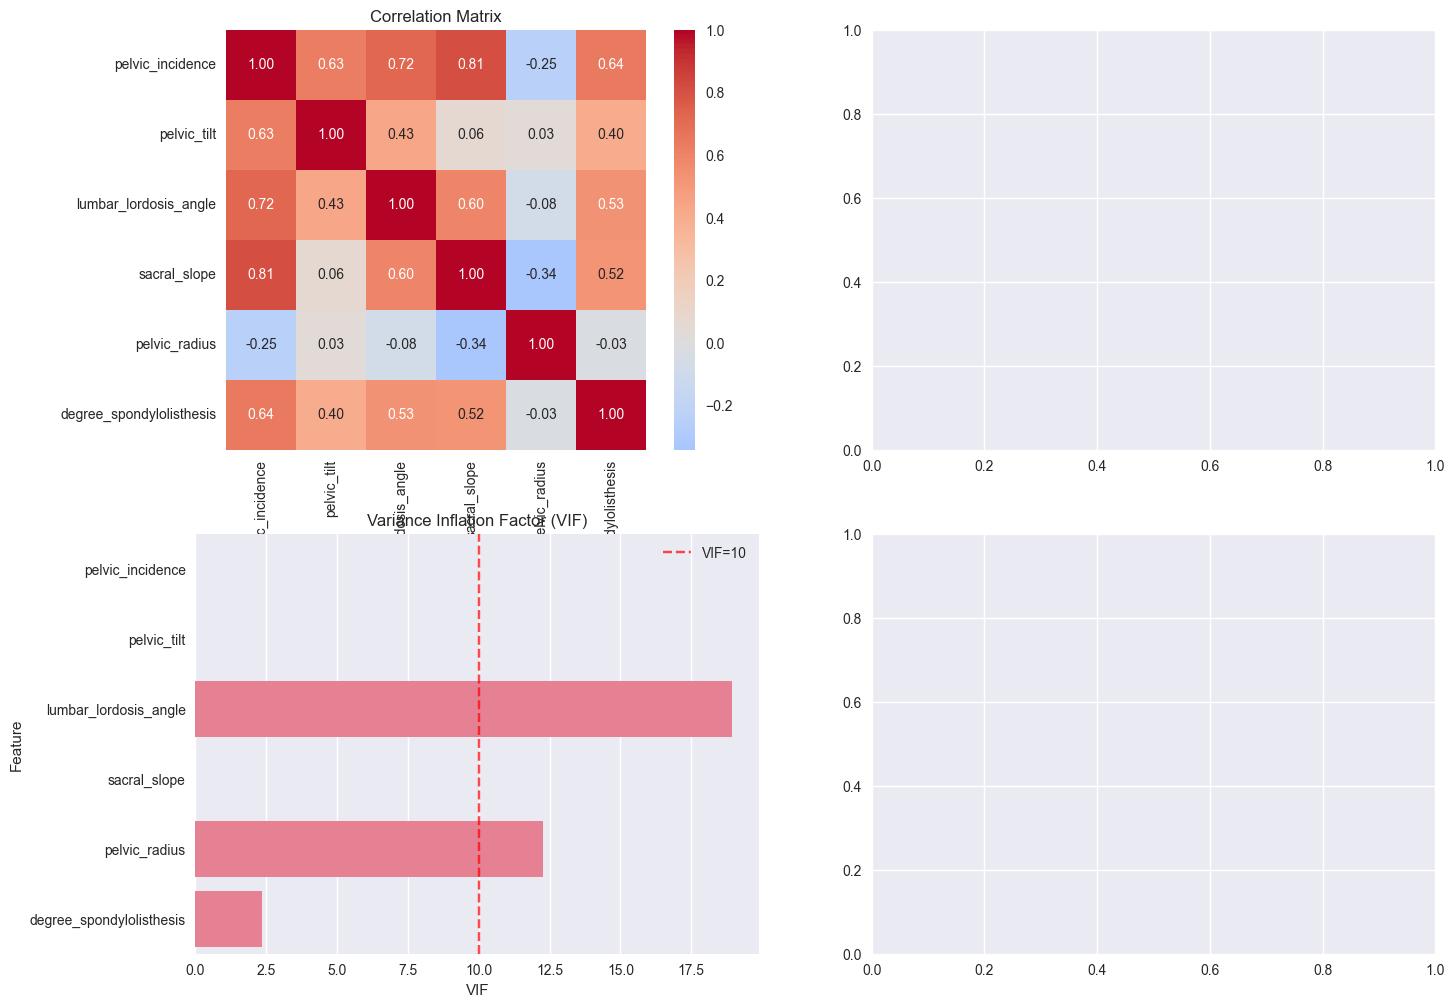 Correlation Matrix
pelvic_incidence 1.00 0.63 0.72 0.81 -0.25 0.64
pelvic_tilt 0.63 1.00 0.43 0.06 0.03 0.40
lumbar_lordosis_angle 0.72 0.43 1.00 0.60 -0.08 0.53
sacral_slope 0.81 0.06 0.60 1.00 -0.34 0.52
pelvic_radius -0.25 0.03 -0.08 -0.34 1.00 -0.03
degree_spondylolisthesis 0.64 0.40 0.53 0.52 -0.03 1.00
c_incidence
pelvic_tilt
dosis_angle
sacral_slope
elvic_radius
dylolisthesis
1.0
0.8
0.6
0.4
0.2
0.0
−0.2
1.0
0.8
0.6
0.4
0.2
0.0
0.0 0.2 0.4 0.6 0.8 1.0
Variance Inflation Factor (VIF)
VIF=10
Feature
pelvic_incidence
pelvic_tilt
lumbar_lordosis_angle
sacral_slope
pelvic_radius
degree_spondylolisthesis
0.0 2.5 5.0 7.5 10.0 12.5 15.0 17.5
VIF
1.0
0.8
0.6
0.4
0.2
0.0
0.0 0.2 0.4 0.6 0.8 1.0